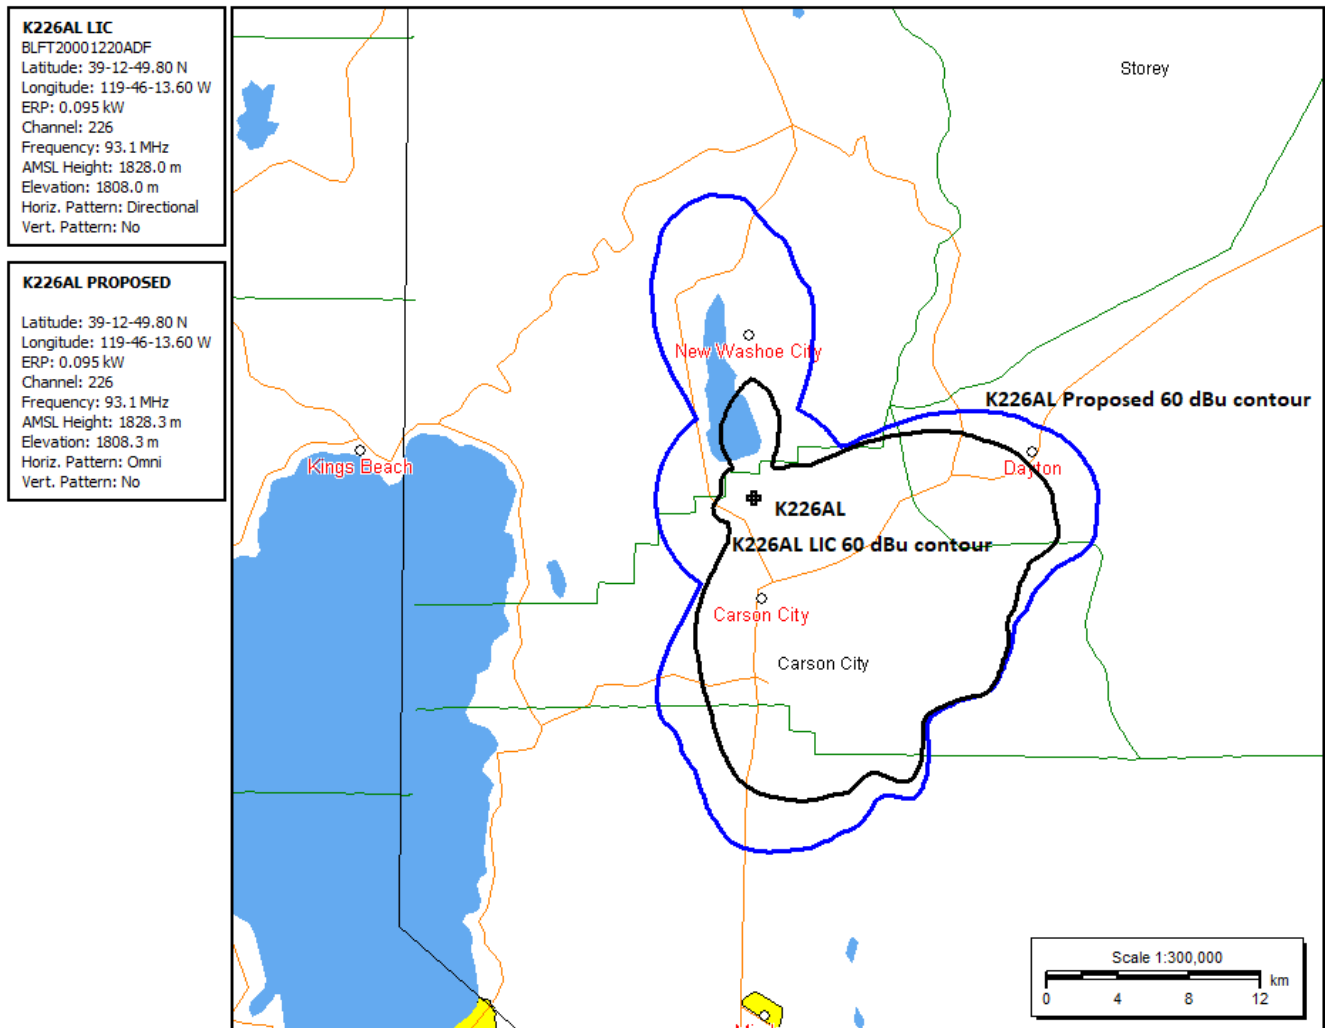 K226AL LIC
BLFT20001220ADF
Latitude: 39-12-49.80 N
Longitude: 119-46-13.60 W
ERP: 0.095 kW
Channel: 226
Frequency: 93.1 MHz
AMSL Height: 1828.0 m
Elevation: 1808.0 m
Horiz. Pattern: Directional
Vert. Pattern: No
K226AL PROPOSED
Latitude: 39-12-49.80 N
Longitude: 119-46-13.60 W
ERP: 0.095 kW
Channel: 226
Frequency: 93.1 MHz
AMSL Height: 1828.3 m
Elevation: 1808.3 m
Horiz. Pattern: Omni
Vert. Pattern: No
Storey
New Washoe City
K226AL Proposed 60 dBu contour
Kings Beach
Dayton
K226AL
K226AL LIC 60 dBu contour
Carson City
Carson City
Scale 1:300,000
km
0 4 8 12